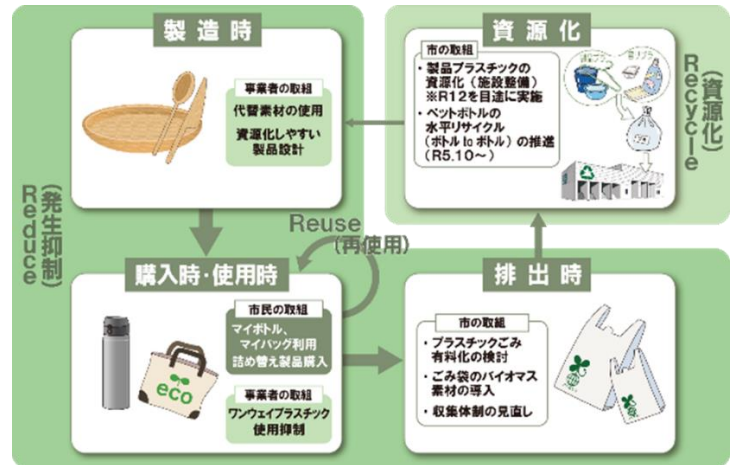 製造時
事業者の取組
代替素材の使用
資源化しやすい
製品設計
資源化
市の取組
・製品プラスチックの
資源化（施設整備）
※R12を目途に実施
・ペットボトルの
水平リサイクル
（ボトル to ボトル）の推進
（R5.10～）
Recycle
（資源化）
Reduce
（発生抑制）
Reuse
（再使用）
購入時・使用時
市民の取組
マイボトル、
マイバッグ利用
詰め替え製品購入
eco
事業者の取組
ワンウェイプラスチック
使用抑制
排出時
市の取組
・プラスチックごみ
有料化の検討
・ごみ袋のバイオマス
素材の導入
・収集体制の見直し